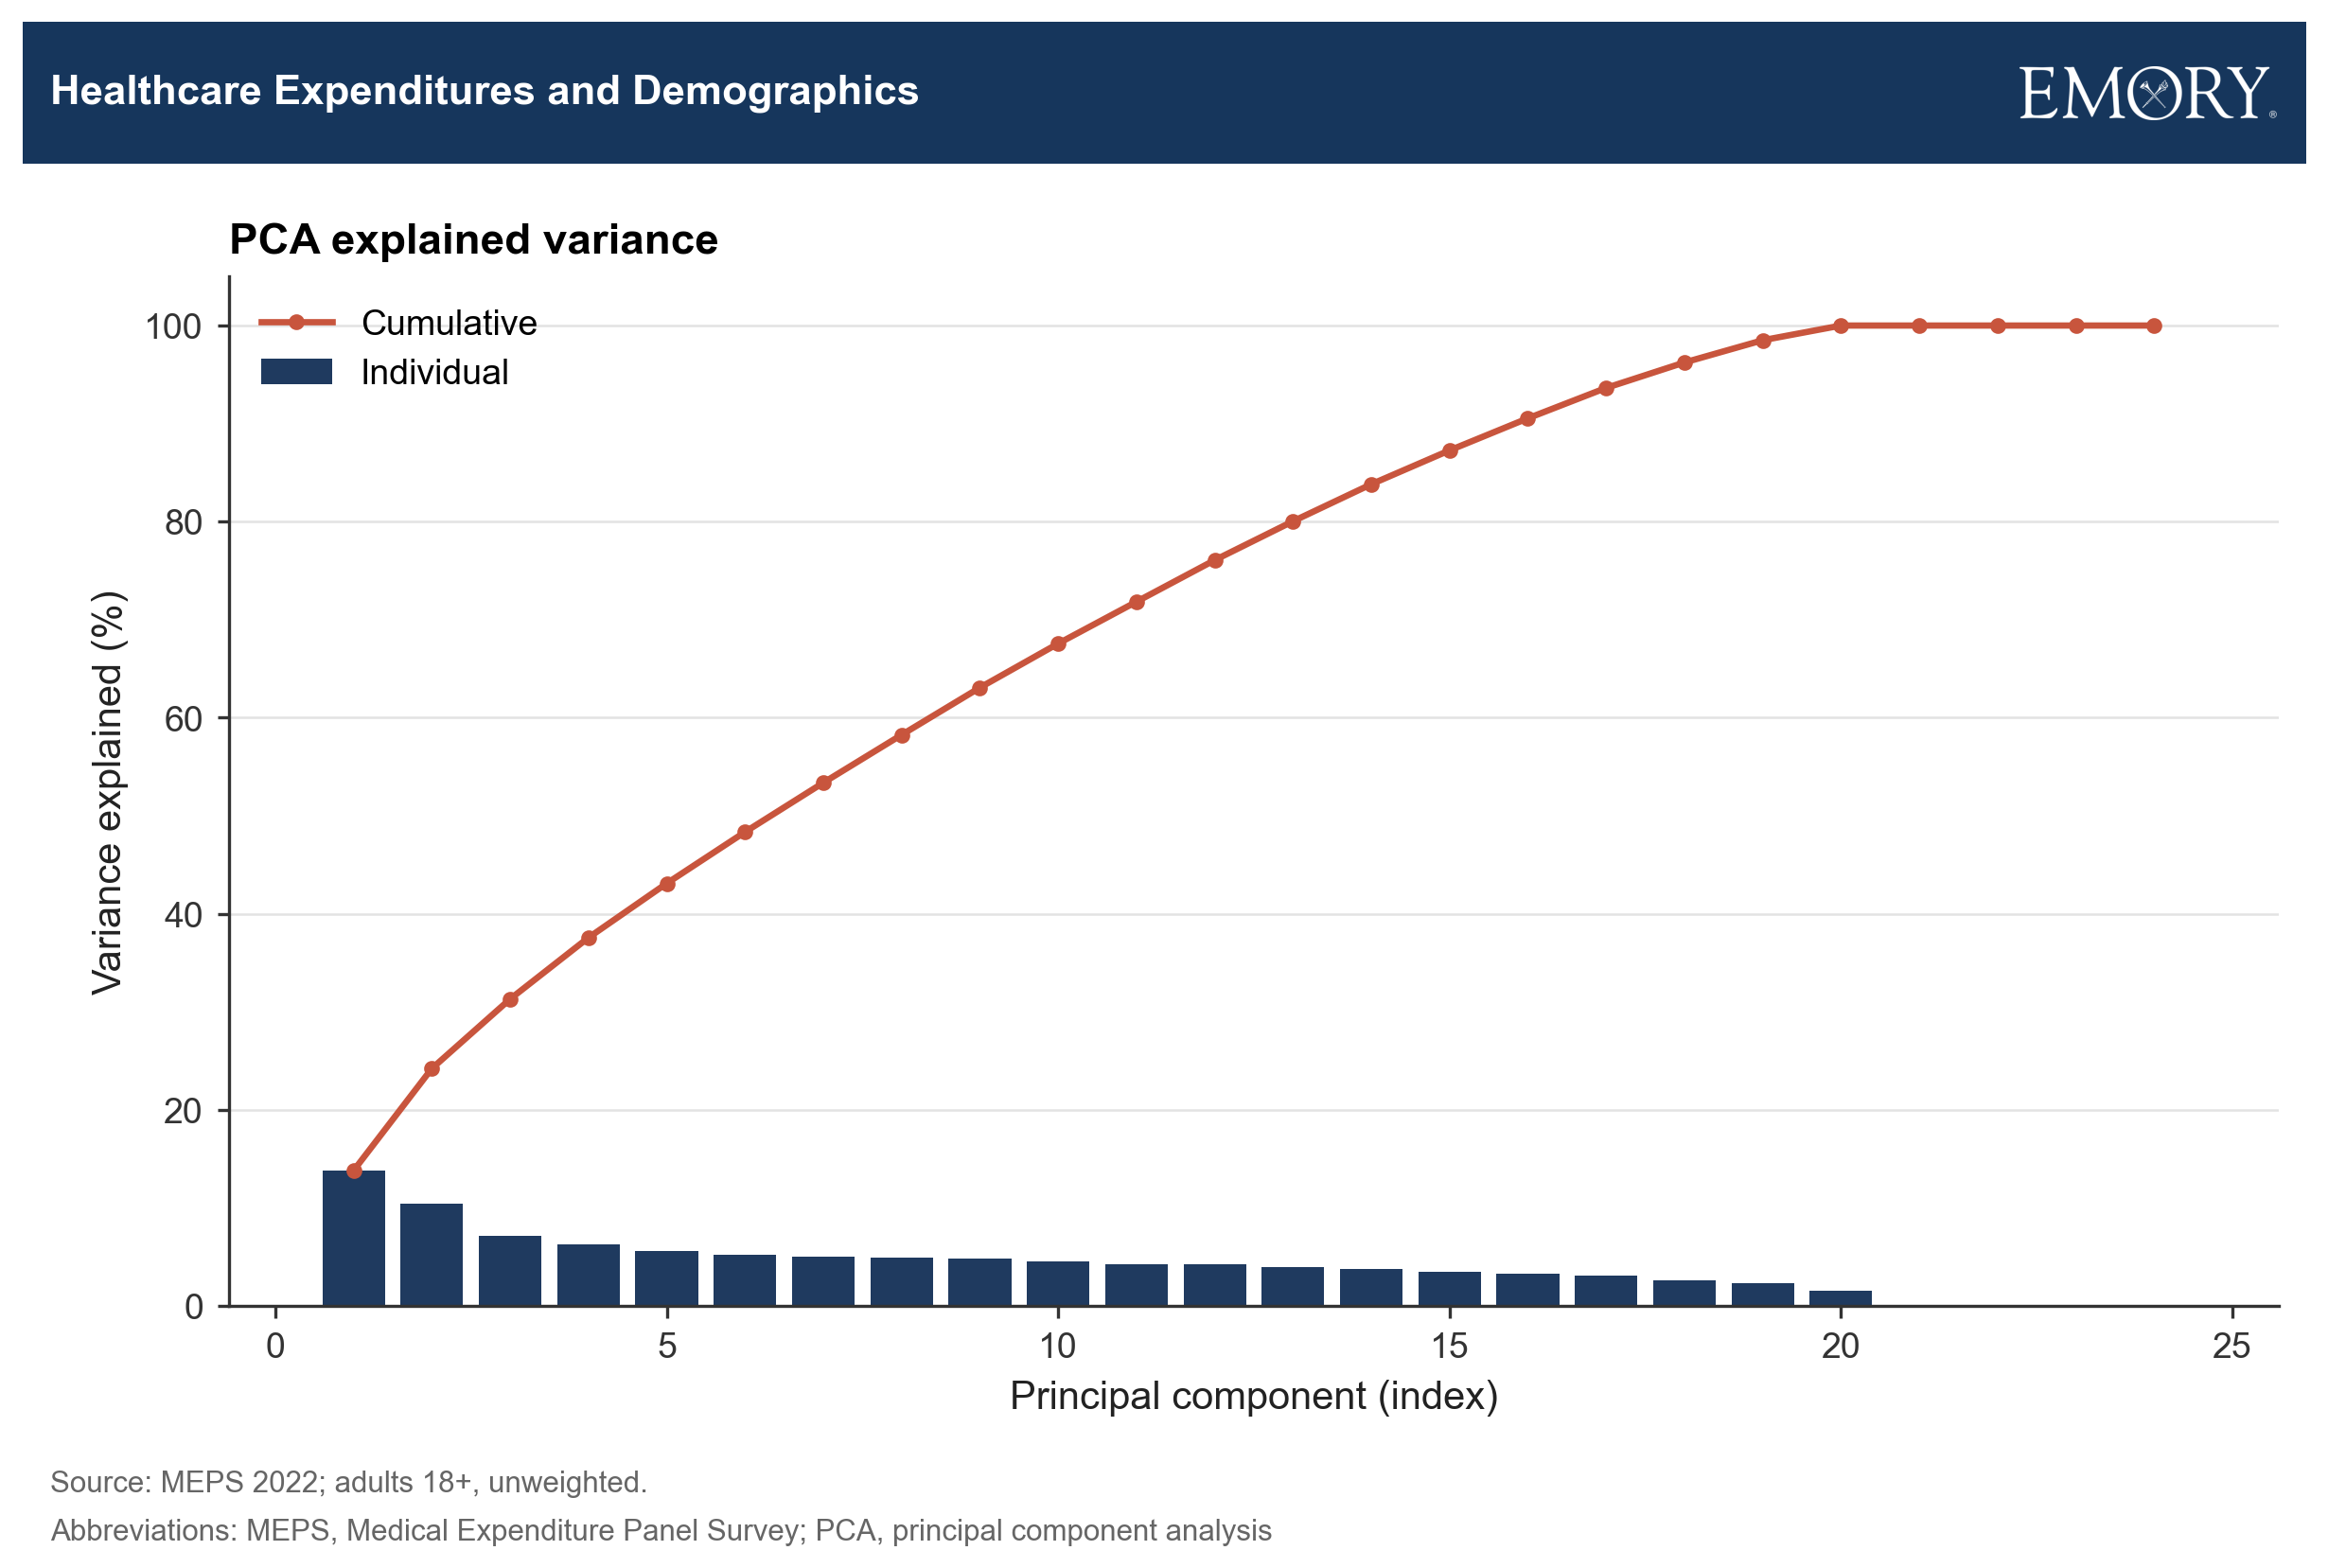 Healthcare Expenditures and Demographics
EMORY®
PCA explained variance
Cumulative
Individual
Variance explained (%)
100
80
60
40
20
0
0 5 10 15 20 25
Principal component (index)
Source: MEPS 2022; adults 18+, unweighted.
Abbreviations: MEPS, Medical Expenditure Panel Survey; PCA, principal component analysis